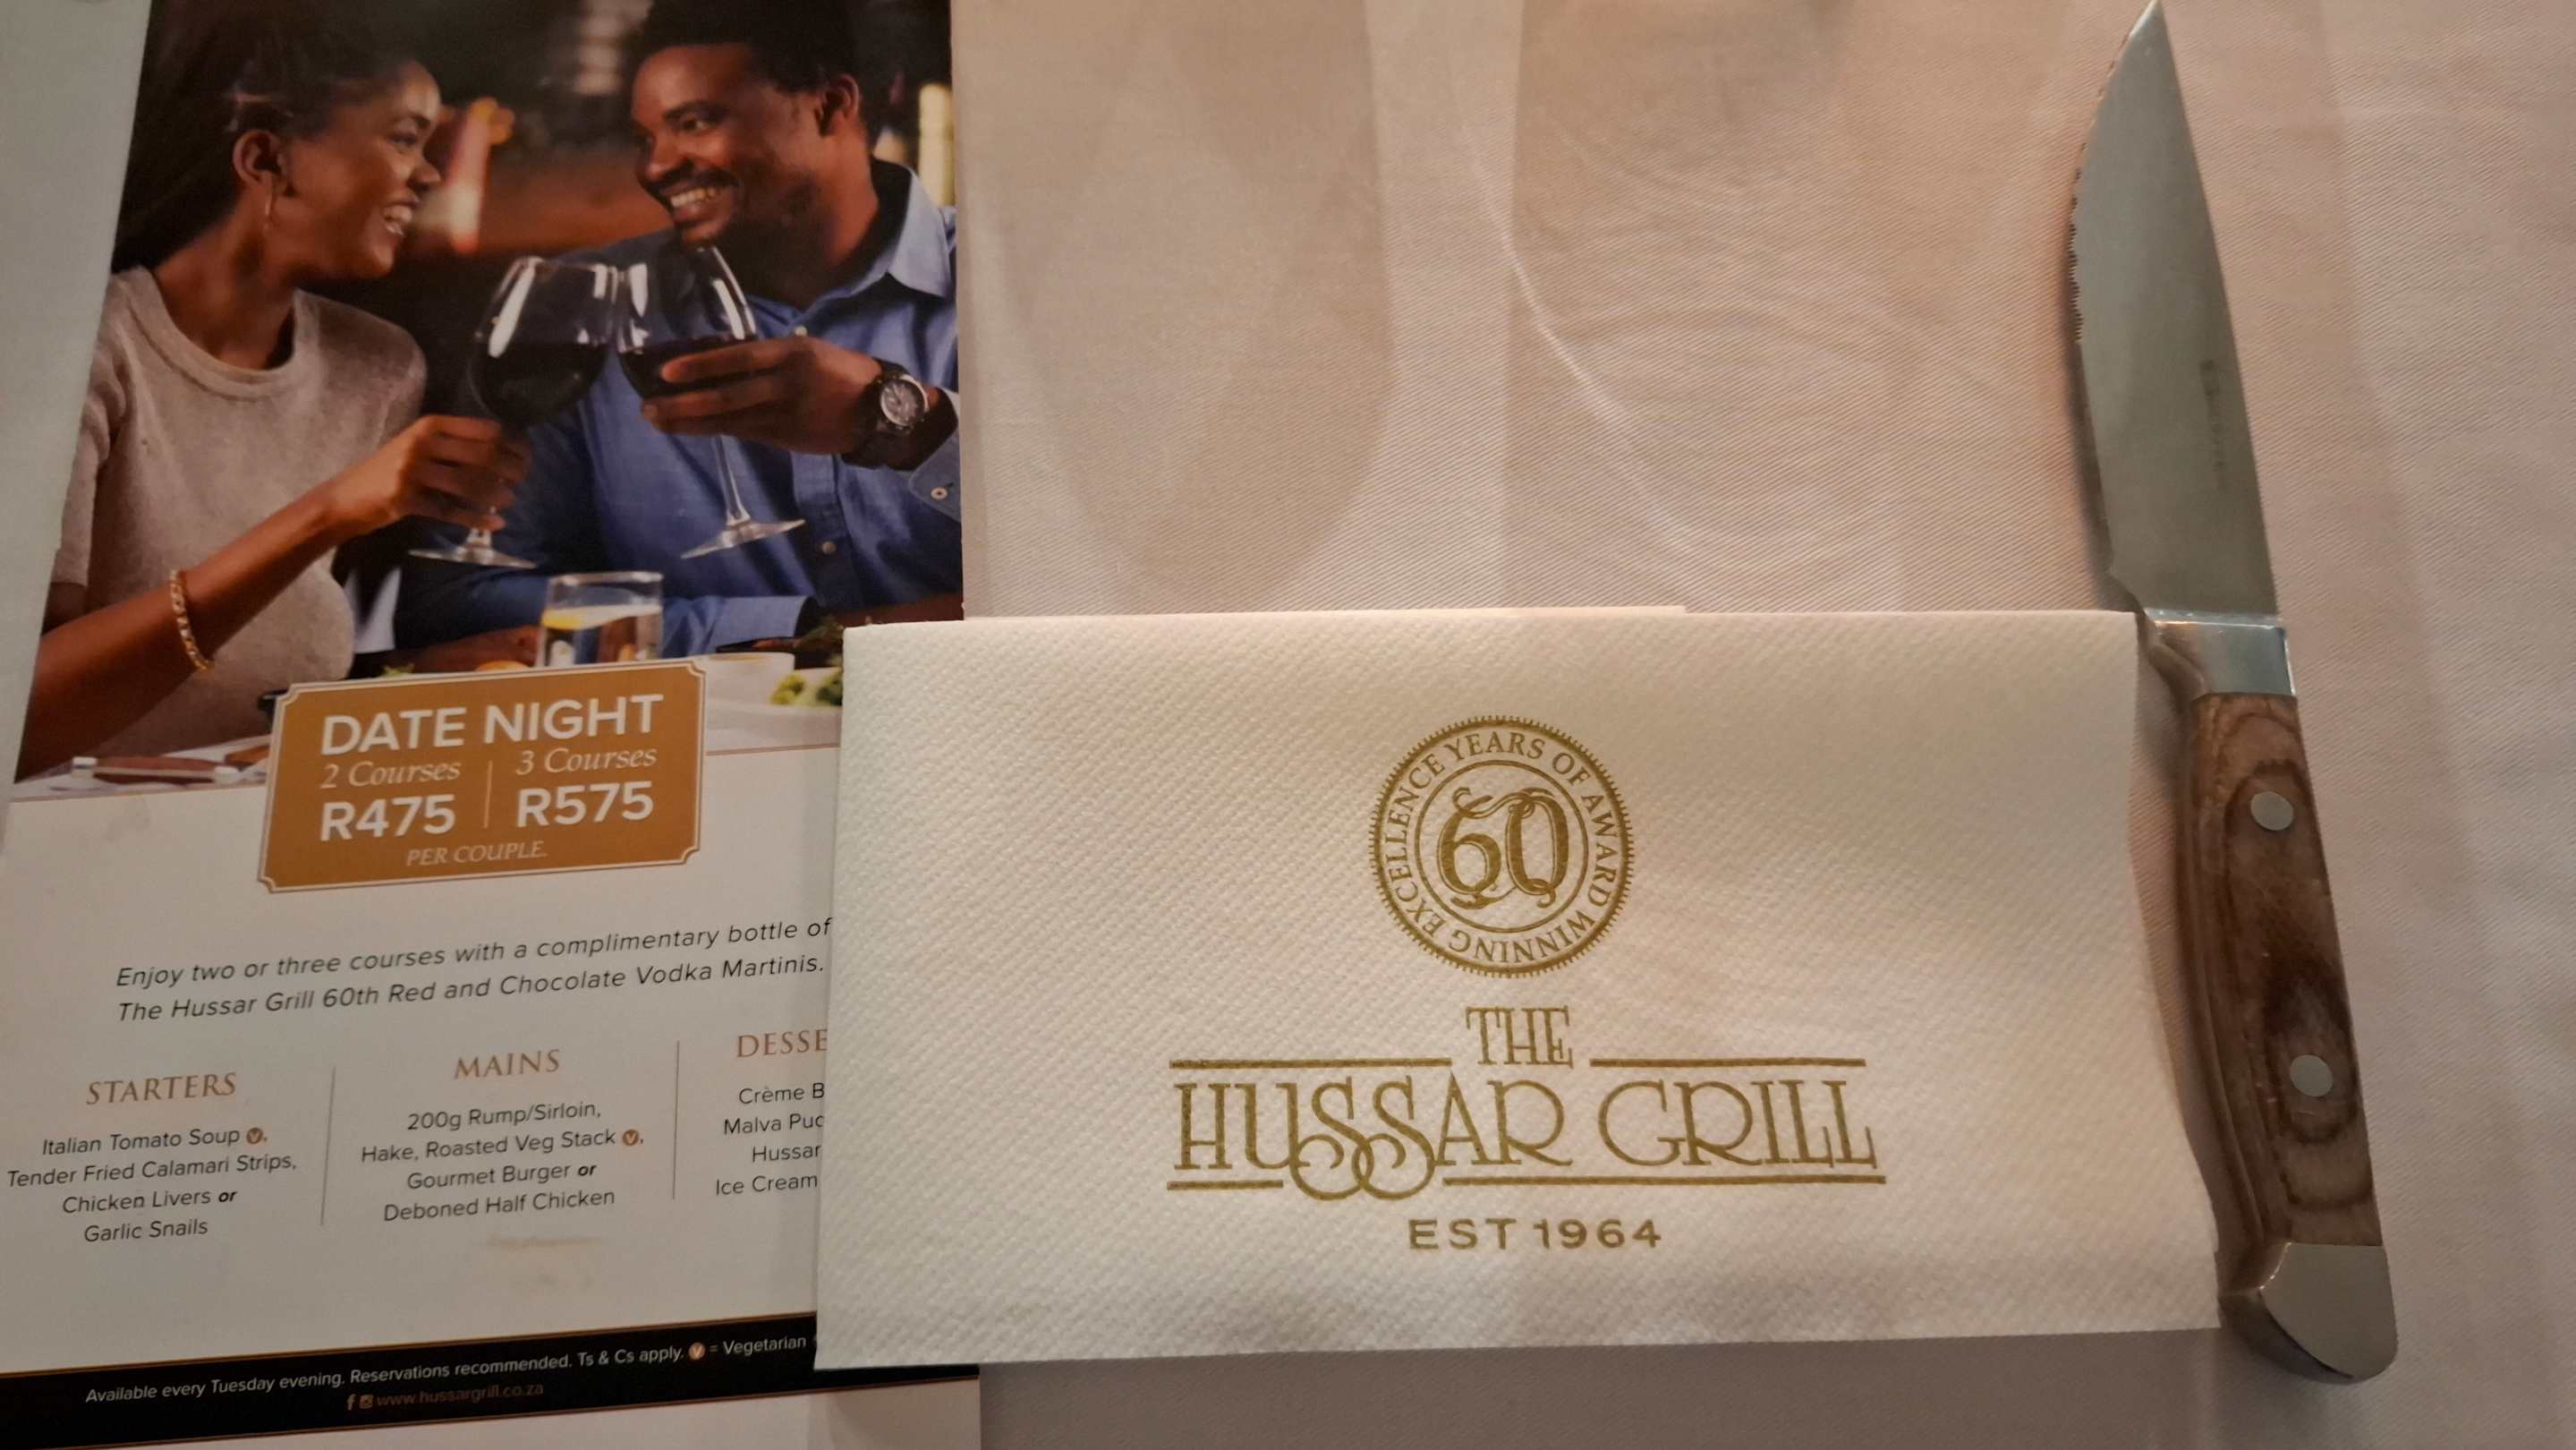 DATE NIGHT
2 Courses
R475
3 Courses
R575
PER COUPLE
Enjoy two or three courses with a complimentary bottle of
The Hussar Grill 60th Red and Chocolate Vodka Martinis.
STARTERS
Italian Tomato Soup V,
Tender Fried Calamari Strips,
Chicken Livers or
Garlic Snails
MAINS
200g Rump/Sirloin,
Hake, Roasted Veg Stack V,
Gourmet Burger or
Deboned Half Chicken
DESSE
Crème B
Malva Pud
Hussar
Ice Cream
Available every Tuesday evening. Reservations recommended. Ts & Cs apply. V = Vegetarian
f www.hussargrill.co.za
60
YEARS OF AWARD WINNING EXCELLENCE
THE
HUSSAR GRILL
EST 1964